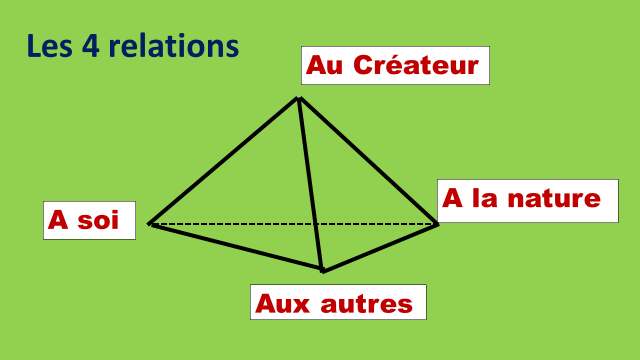 Les 4 relations
Au Créateur
A la nature
A soi
Aux autres